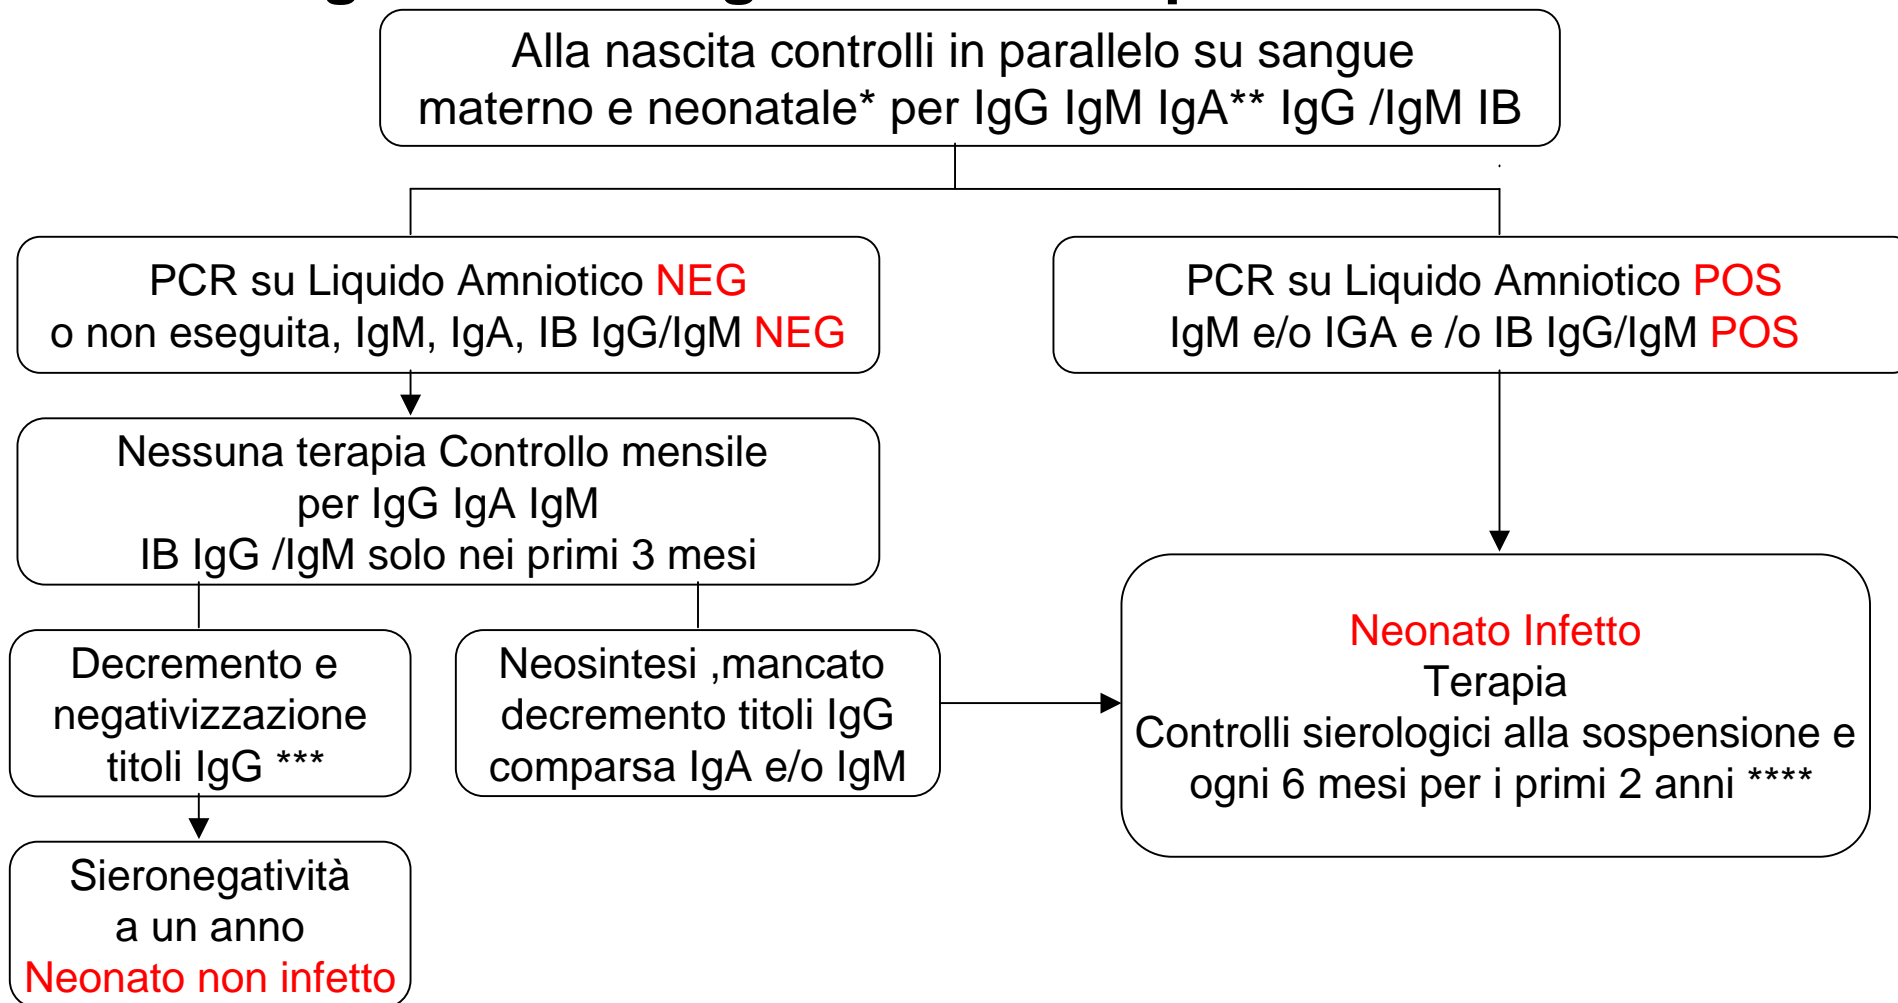 Alla nascita controlli in parallelo su sangue
materno e neonatale* per IgG IgM IgA** IgG /IgM IB
PCR su Liquido Amniotico NEG
o non eseguita, IgM, IgA, IB IgG/IgM NEG
PCR su Liquido Amniotico POS
IgM e/o IGA e /o IB IgG/IgM POS
Nessuna terapia Controllo mensile
per IgG IgA IgM
IB IgG /IgM solo nei primi 3 mesi
Decremento e
negativizzazione
titoli IgG ***
Neosintesi ,mancato
decremento titoli IgG
comparsa IgA e/o IgM
Neonato Infetto
Terapia
Controlli sierologici alla sospensione e
ogni 6 mesi per i primi 2 anni ****
Sieronegatività
a un anno
Neonato non infetto